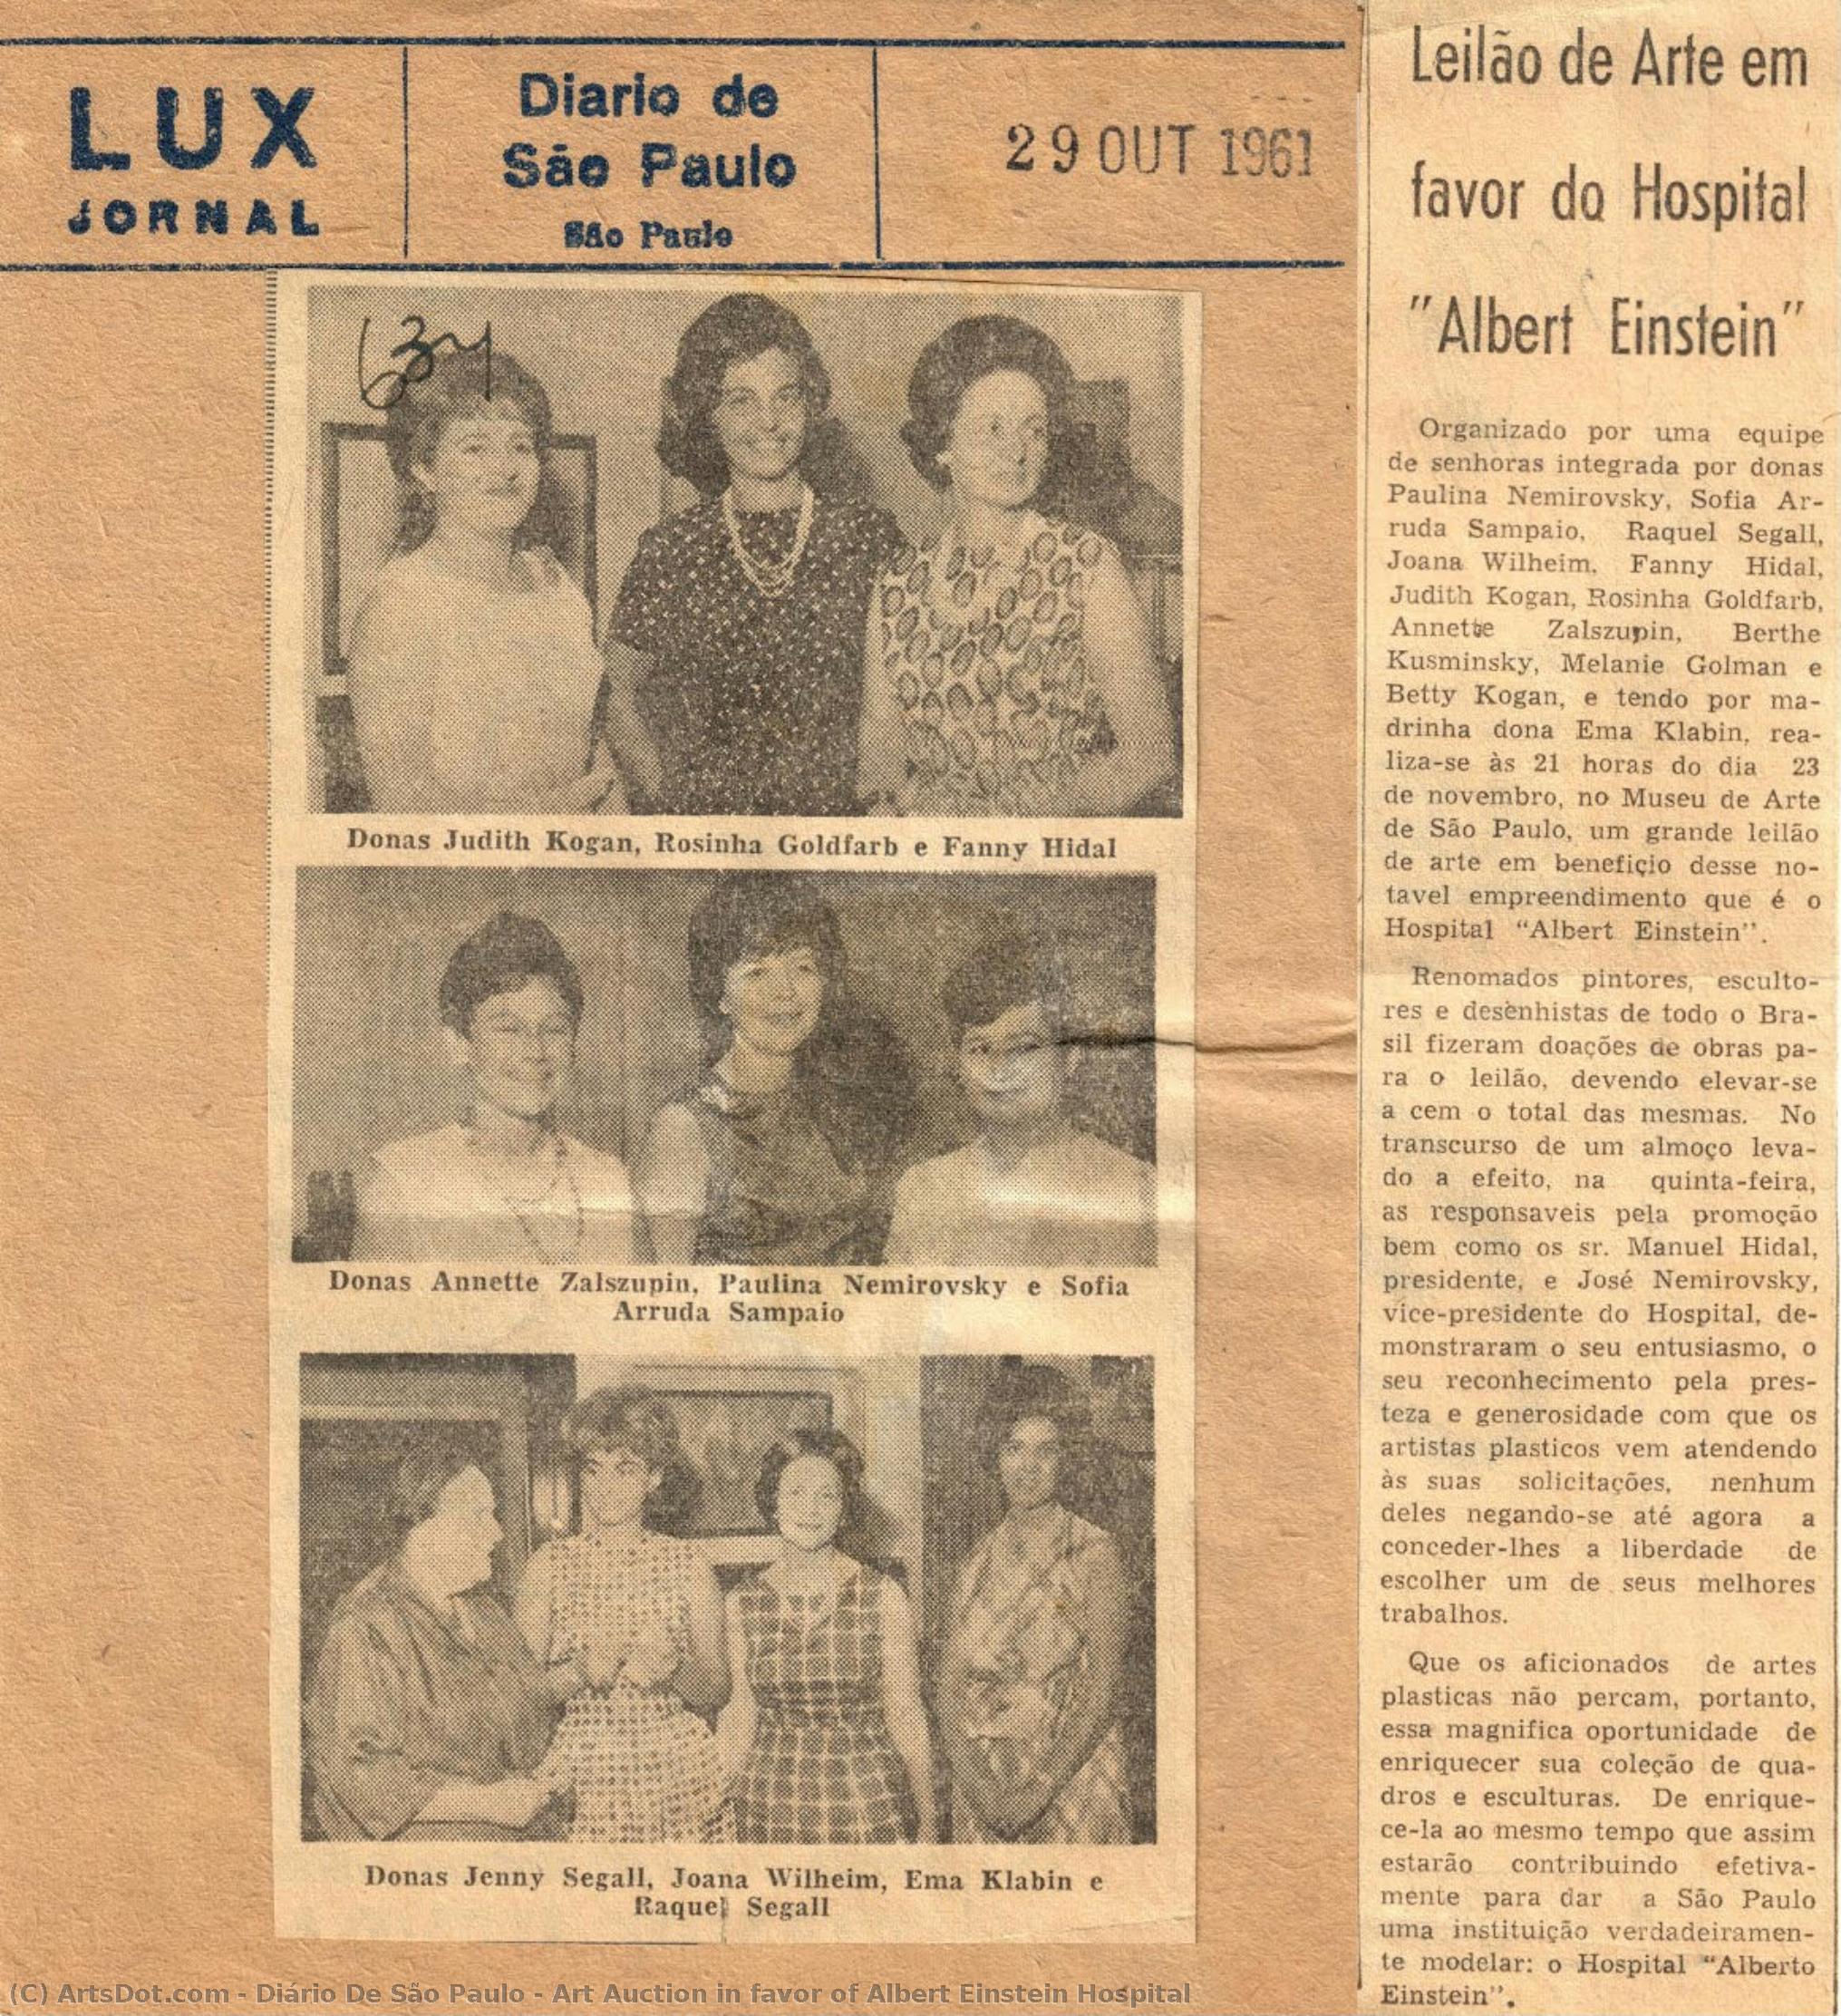 LUX
JORNAL
Diario de
São Paulo
São Paulo
29 OUT 1961
634
Donas Judith Kogan, Rosinha Goldfarb e Fanny Hidal
Donas Annette Zalszupin, Paulina Nemirovsky e Sofia
Arruda Sampaio
Donas Jenny Segall, Joana Wilheim, Ema Klabin e
Raquel Segall
Leilão de Arte em
favor do Hospital
"Albert Einstein"
Organizado por uma equipe
de senhoras integrada por donas
Paulina Nemirovsky, Sofia Ar-
ruda Sampaio, Raquel Segall,
Joana Wilheim, Fanny Hidal,
Judith Kogan, Rosinha Goldfarb,
Annette Zalszupin, Berthe
Kusminsky, Melanie Golman e
Betty Kogan, e tendo por ma-
drinha dona Ema Klabin, rea-
liza-se às 21 horas do dia 23
de novembro, no Museu de Arte
de São Paulo, um grande leilão
de arte em beneficio desse no-
tavel empreendimento que é o
Hospital "Albert Einstein".
Renomados pintores, esculto-
res e desenhistas de todo o Bra-
sil fizeram doações de obras pa-
ra o leilão, devendo elevar-se
a cem o total das mesmas. No
transcurso de um almoço leva-
do a efeito, na quinta-feira,
as responsaveis pela promoção
bem como os sr. Manuel Hidal,
presidente, e José Nemirovsky,
vice-presidente do Hospital, de-
monstraram o seu entusiasmo, o
seu reconhecimento pela pres-
teza e generosidade com que os
artistas plasticos vem atendendo
às suas solicitações, nenhum
deles negando-se até agora a
conceder-lhes a liberdade de
escolher um de seus melhores
trabalhos.
Que os aficionados de artes
plasticas não percam, portanto,
essa magnifica oportunidade de
enriquecer sua coleção de qua-
dros e esculturas. De enrique-
ce-la ao mesmo tempo que assim
estarão contribuindo efetiva-
mente para dar a São Paulo
uma instituição verdadeiramen-
te modelar: o Hospital "Alberto
Einstein".
(C) ArtsDot.com - Diário De São Paulo - Art Auction in favor of Albert Einstein Hospital